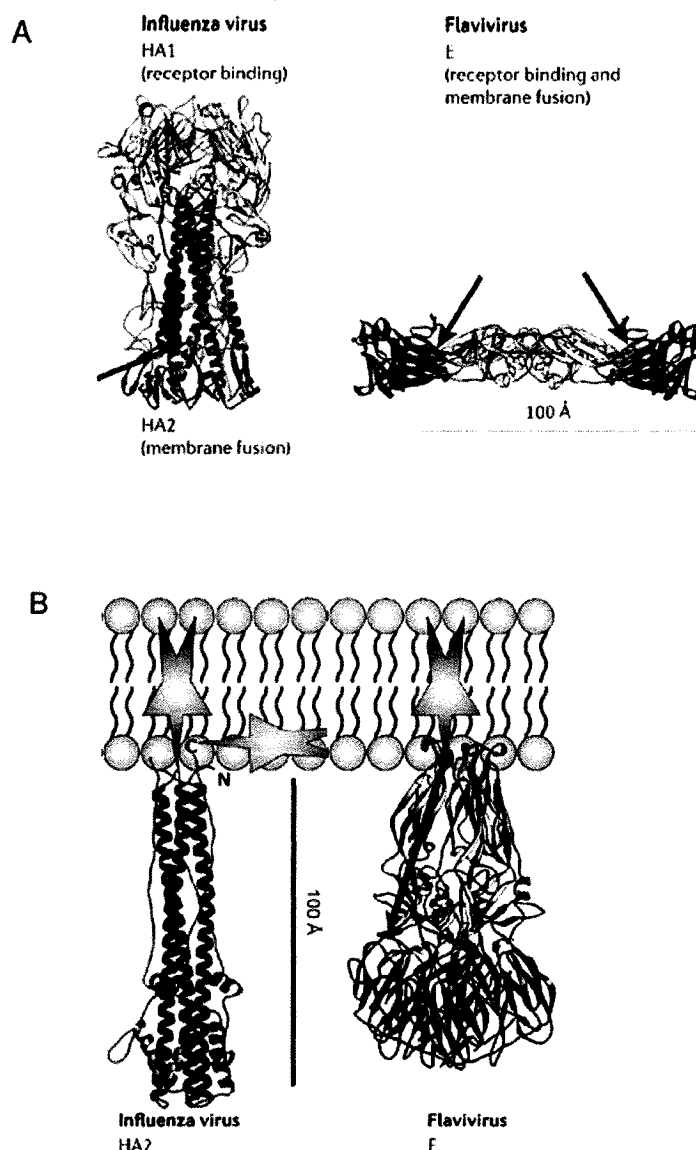 A
Influenza virus
HA1
(receptor binding)
Flavivirus
E
(receptor binding and
membrane fusion)
HA2
(membrane fusion)
100 Å
B
C
N
100 Å
Influenza virus
HA2
Flavivirus
E